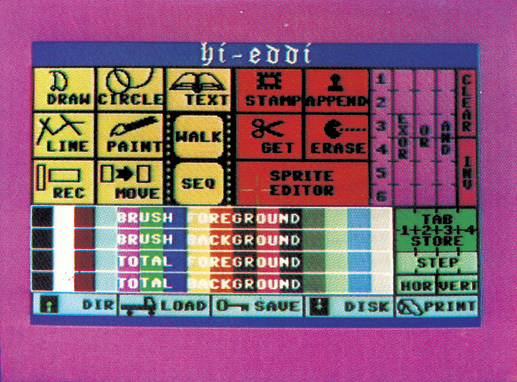 hi-eddi
DRAW CIRCLE TEXT STAMP APPEND
LINE PAINT WALK GET ERASE
REC MOVE SEQ SPRITE
EDITOR
1
2
3
4
5
6
EXOR
OR
AND
CLEAR
INV
BRUSH FOREGROUND
BRUSH BACKGROUND
TOTAL FOREGROUND
TOTAL BACKGROUND
TAB
1+2+3+4
STORE
STEP
HOR VERT
DIR LOAD SAVE DISK PRINT